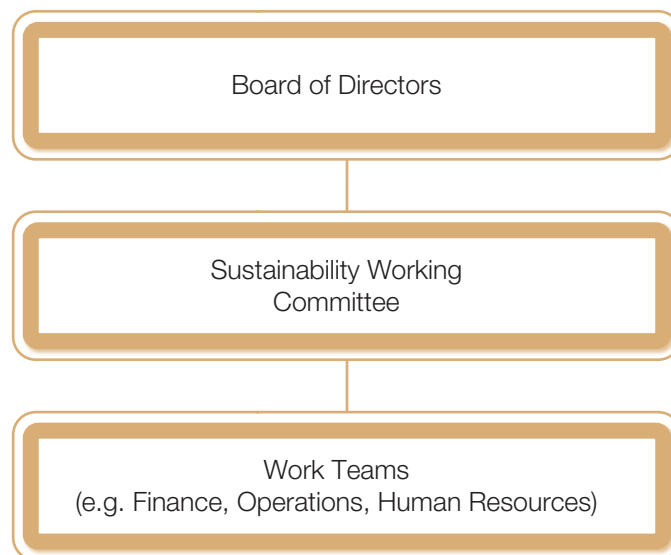 Board of Directors
Sustainability Working
Committee
Work Teams
(e.g. Finance, Operations, Human Resources)